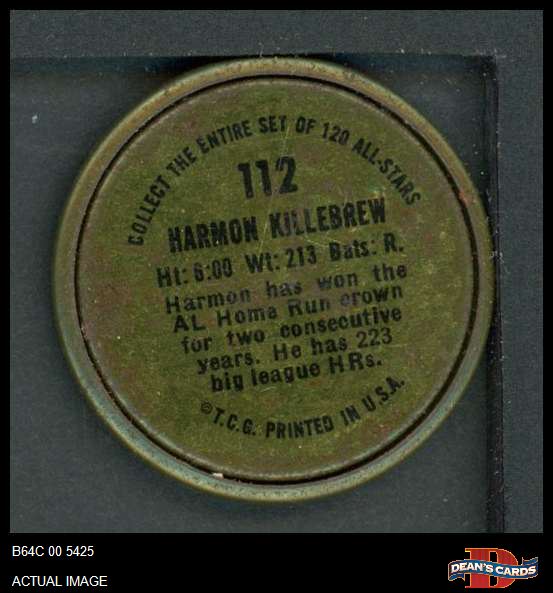 COLLECT THE ENTIRE SET OF 120 ALL-STARS
112
HARMON KILLEBREW
Ht: 6:00 Wt: 213 Bats: R.
Harmon has won the
AL Home Run crown
for two consecutive
years. He has 223
big league HRs.
©T.C.G. PRINTED IN U.S.A.
B64C 00 5425
ACTUAL IMAGE
D
DEAN'S CARDS